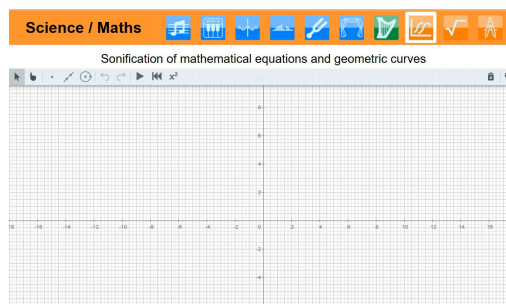 Science / Maths
Sonification of mathematical equations and geometric curves
x²
8
6
4
2
-18 -16 -14 -12 -10 -8 -6 -4 -2 0 2 4 6 8 10 12 14 16
-2
-4